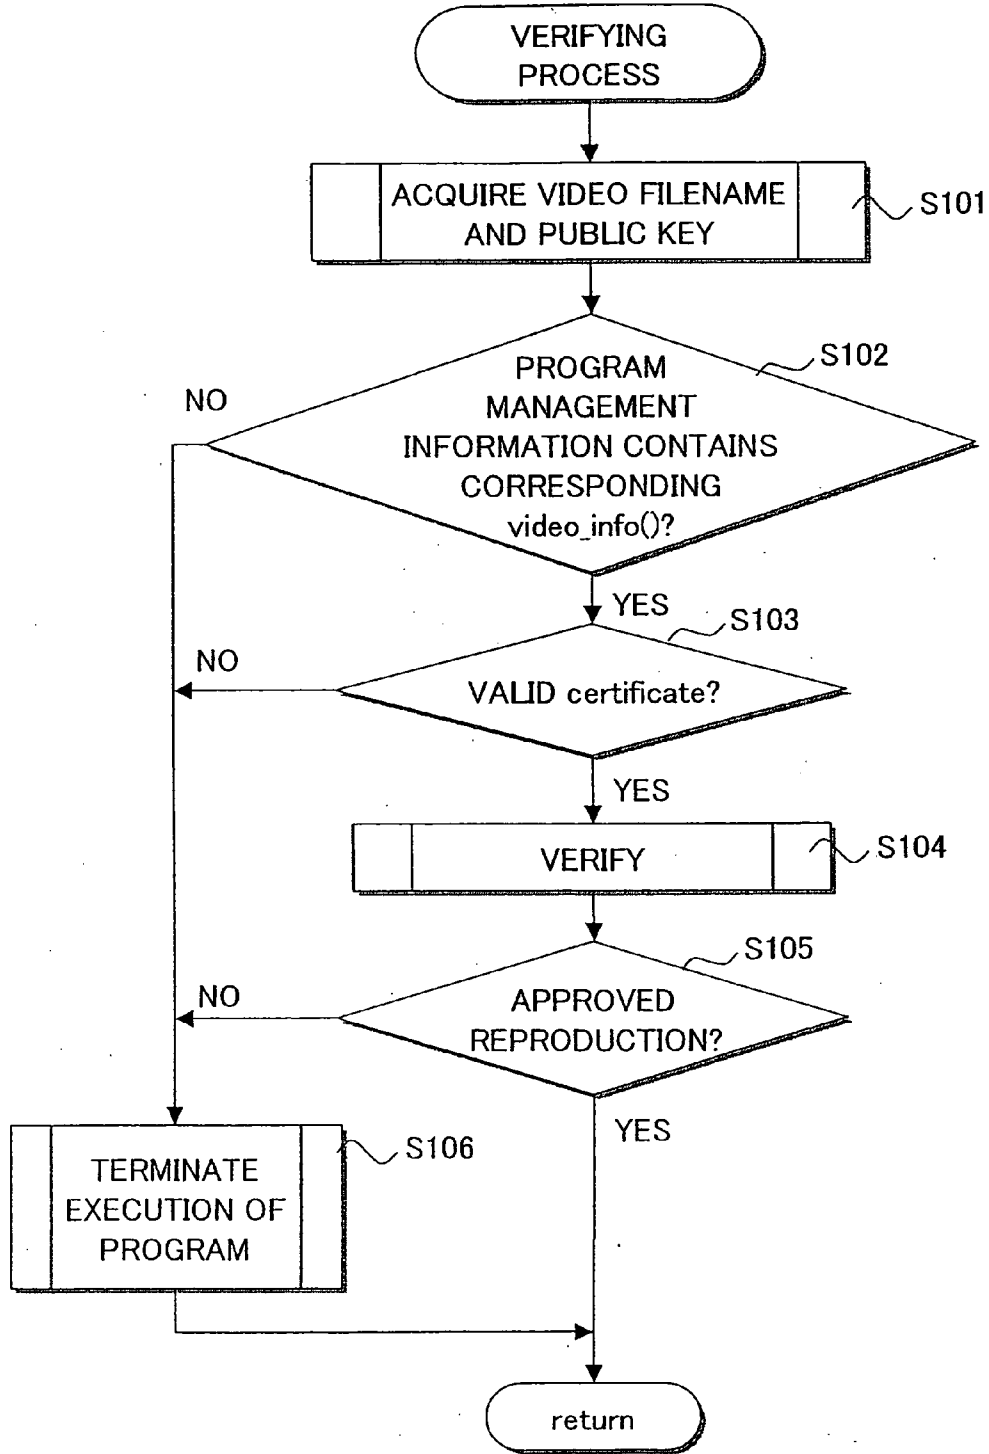 VERIFYING
PROCESS
ACQUIRE VIDEO FILENAME
AND PUBLIC KEY
S101
S102
PROGRAM
MANAGEMENT
INFORMATION CONTAINS
CORRESPONDING
video_info()?
NO
YES
S103
NO
VALID certificate?
YES
VERIFY
S104
S105
NO
APPROVED
REPRODUCTION?
YES
S106
TERMINATE
EXECUTION OF
PROGRAM
return